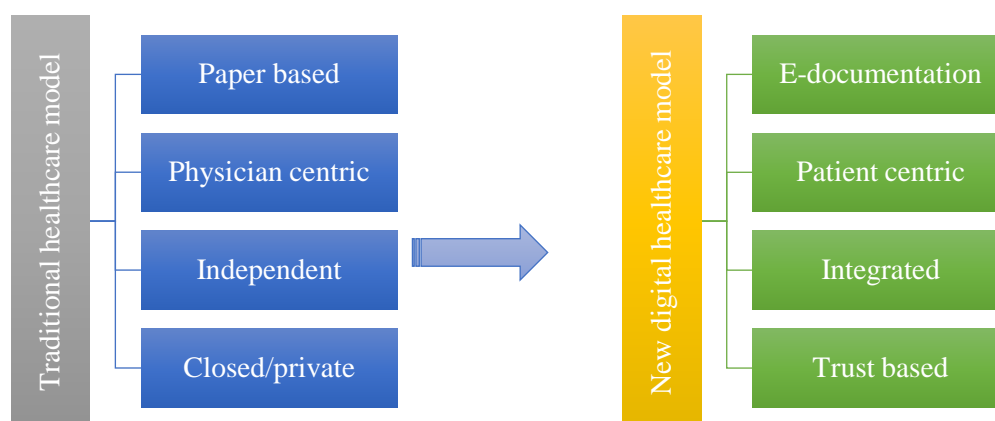 Traditional healthcare model
Paper based
Physician centric
Independent
Closed/private
New digital healthcare model
E-documentation
Patient centric
Integrated
Trust based